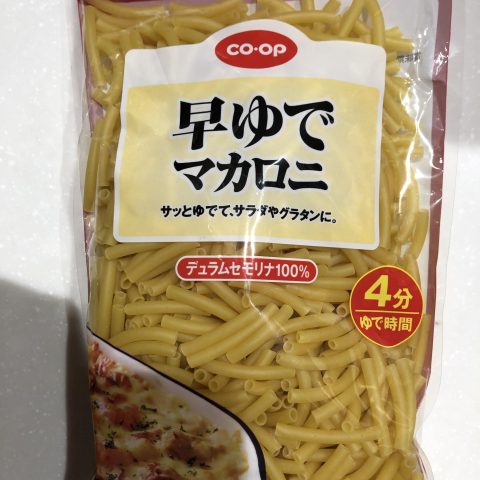 CO·OP
早ゆで
マカロニ
サッとゆでて、サラダやグラタンに。
デュラムセモリナ100%
4分
ゆで時間